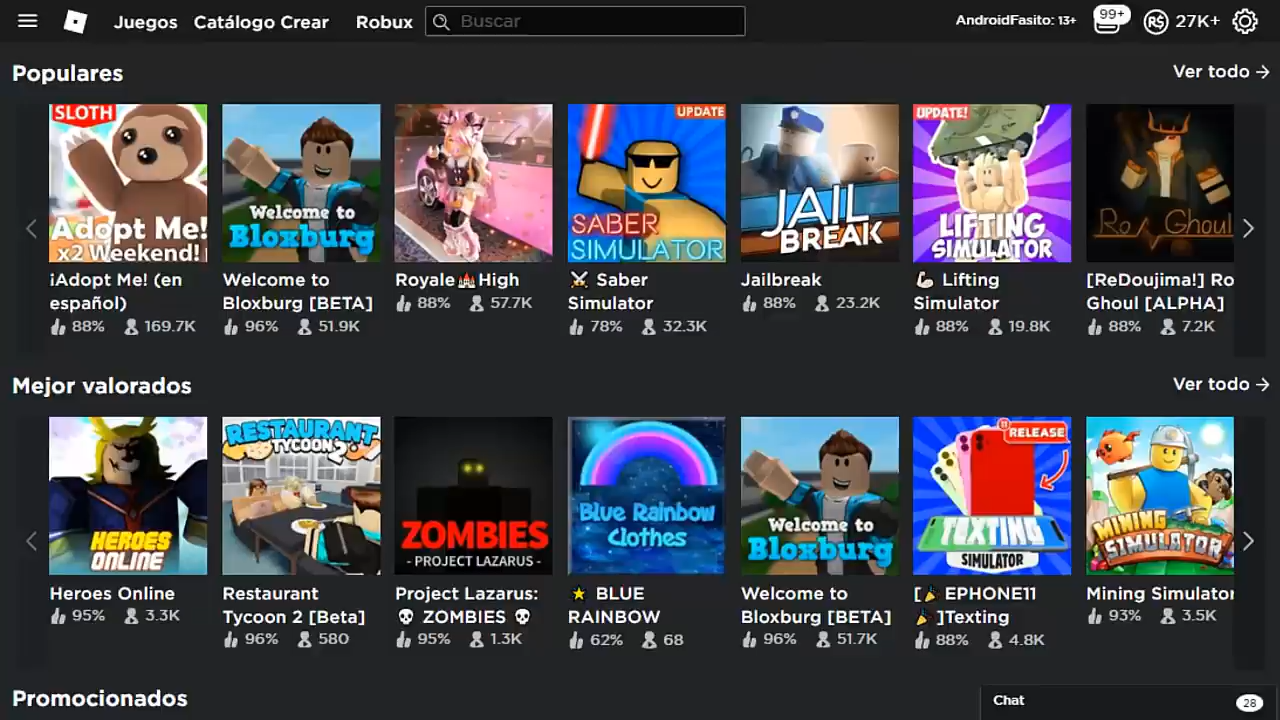 Juegos Catálogo Crear Robux Buscar AndroidFasito: 13+ 99+ 27K+
Populares Ver todo →
SLOTH
Adopt Me!
x2 Weekend!
Welcome to
Bloxburg
UPDATE
SABER
SIMULATOR
JAIL
BREAK
UPDATE!
LIFTING
SIMULATOR
Ro Ghoul
¡Adopt Me! (en
español)
88% 169.7K
Welcome to
Bloxburg [BETA]
96% 51.9K
Royale🏰High
88% 57.7K
⚔️ Saber
Simulator
78% 32.3K
Jailbreak
88% 23.2K
💪 Lifting
Simulator
88% 19.8K
[ReDoujima!] Ro
Ghoul [ALPHA]
88% 7.2K
Mejor valorados Ver todo →
HEROES
ONLINE
RESTAURANT
TYCOON 2
ZOMBIES
- PROJECT LAZARUS -
Blue Rainbow
Clothes
Welcome to
Bloxburg
RELEASE
TEXTING
SIMULATOR
MINING
SIMULATOR
Heroes Online
95% 3.3K
Restaurant
Tycoon 2 [Beta]
96% 580
Project Lazarus:
💀 ZOMBIES 💀
95% 1.3K
⭐ BLUE
RAINBOW
62% 68
Welcome to
Bloxburg [BETA]
96% 51.7K
[🎉EPHONE11
🎉]Texting
88% 4.8K
Mining Simulator
93% 3.5K
Promocionados
Chat 28